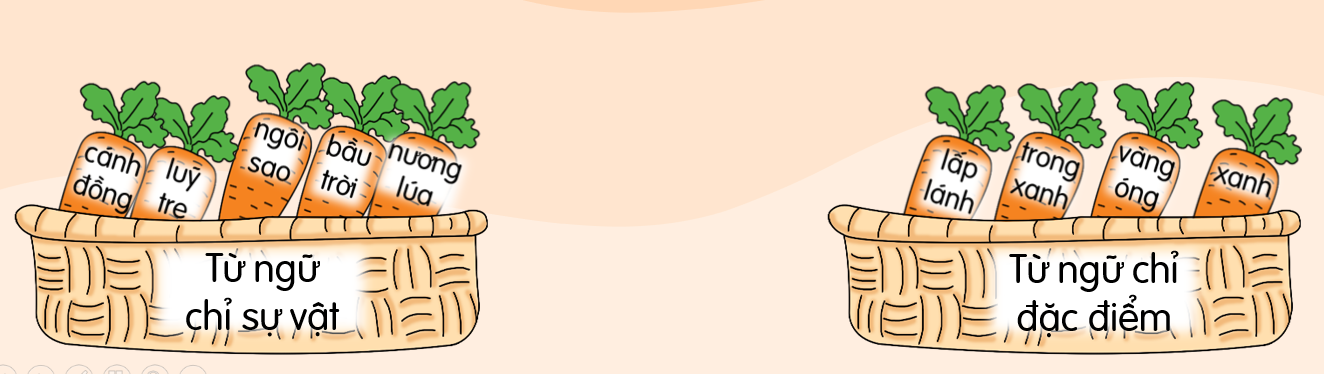 cánh
đồng
luỹ
tre
ngôi
sao
bầu
trời
nương
lúa
Từ ngữ
chỉ sự vật
lấp
lánh
trong
xanh
vàng
óng
xanh
Từ ngữ chỉ
đặc điểm